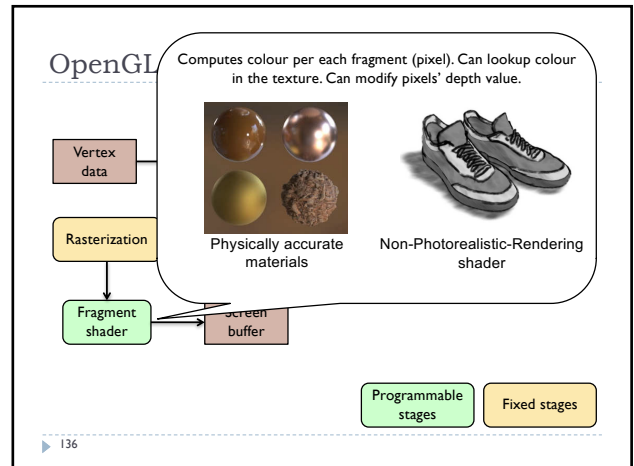 OpenGL
Computes colour per each fragment (pixel). Can lookup colour
in the texture. Can modify pixels' depth value.
Vertex
data
Rasterization
Physically accurate
materials
Non-Photorealistic-Rendering
shader
Fragment
shader
Screen
buffer
Programmable
stages
Fixed stages
136